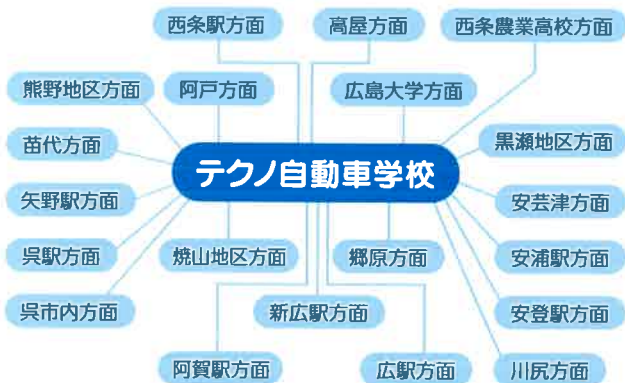 西条駅方面
高屋方面
西条農業高校方面
熊野地区方面
阿戸方面
広島大学方面
苗代方面
黒瀬地区方面
テクノ自動車学校
矢野駅方面
安芸津方面
呉駅方面
焼山地区方面
郷原方面
安浦駅方面
呉市内方面
新広駅方面
安登駅方面
阿賀駅方面
広駅方面
川尻方面